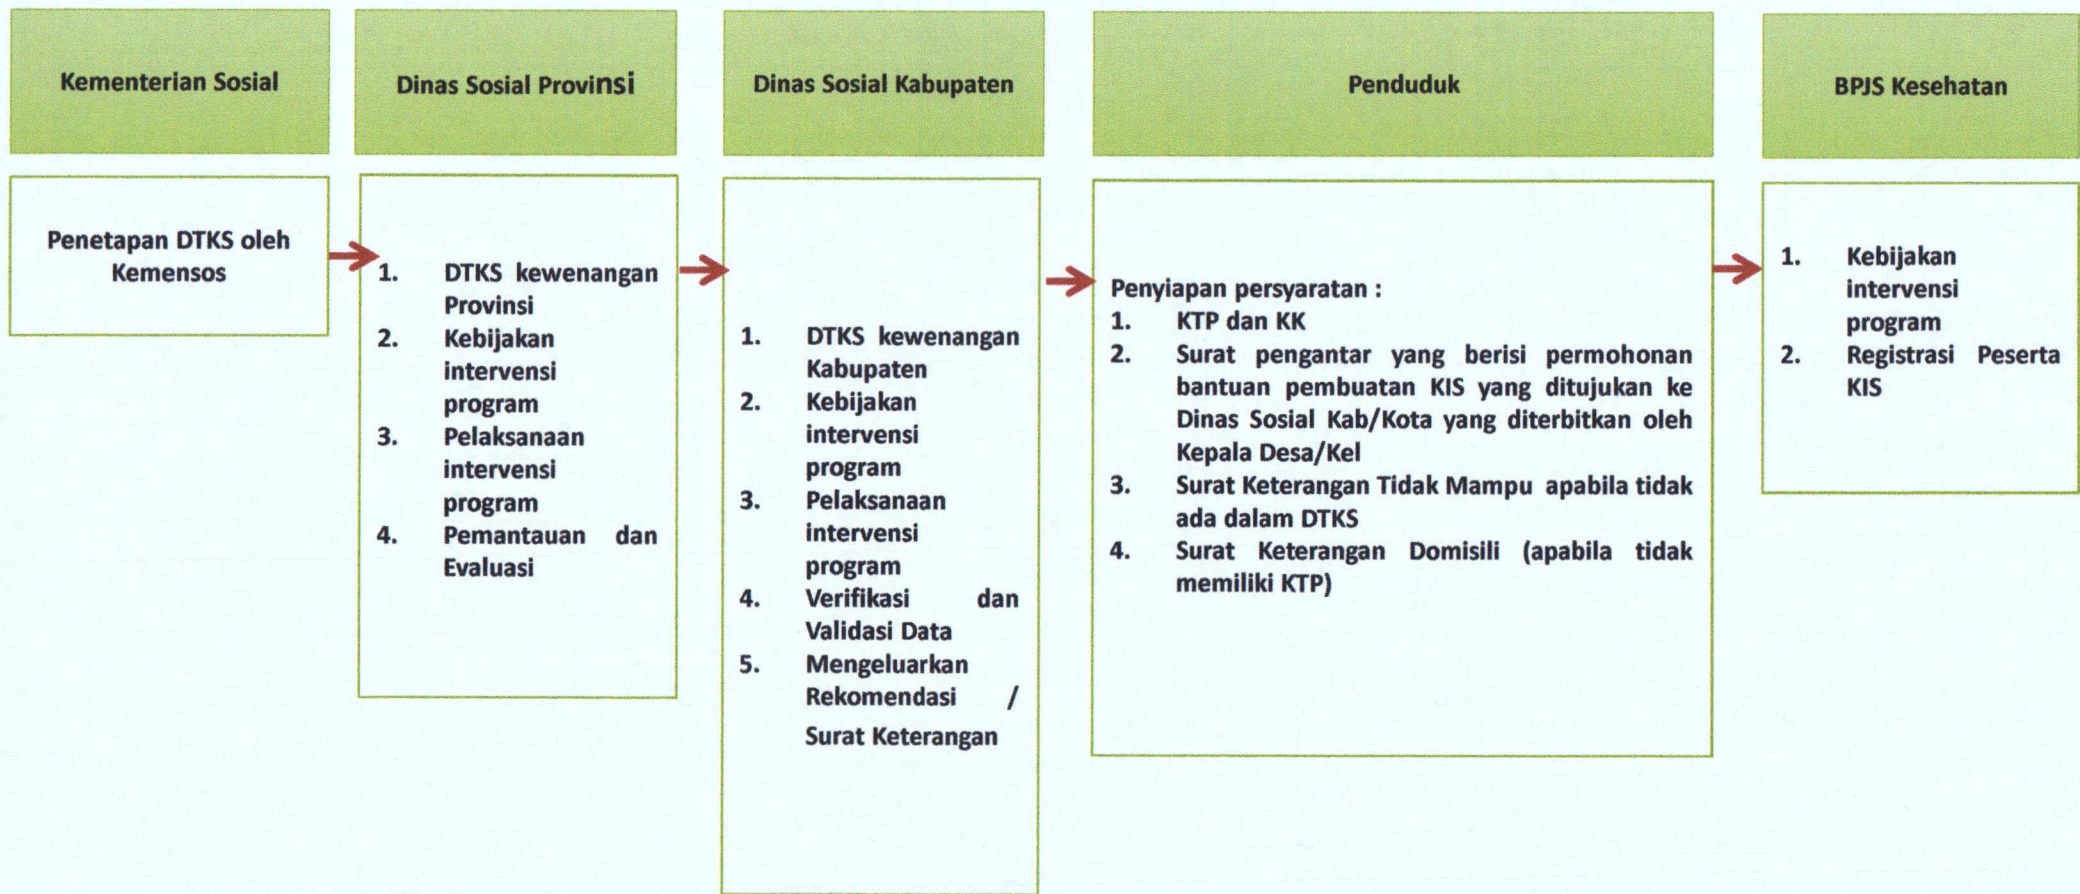 Kementerian Sosial
Dinas Sosial Provinsi
Dinas Sosial Kabupaten
Penduduk
BPJS Kesehatan
Penetapan DTKS oleh
Kemensos
1. DTKS kewenangan
Provinsi
2. Kebijakan
intervensi
program
3. Pelaksanaan
intervensi
program
4. Pemantauan dan
Evaluasi
1. DTKS kewenangan
Kabupaten
2. Kebijakan
intervensi
program
3. Pelaksanaan
intervensi
program
4. Verifikasi dan
Validasi Data
5. Mengeluarkan
Rekomendasi /
Surat Keterangan
Penyiapan persyaratan :
1. KTP dan KK
2. Surat pengantar yang berisi permohonan
bantuan pembuatan KIS yang ditujukan ke
Dinas Sosial Kab/Kota yang diterbitkan oleh
Kepala Desa/Kel
3. Surat Keterangan Tidak Mampu apabila tidak
ada dalam DTKS
4. Surat Keterangan Domisili (apabila tidak
memiliki KTP)
1. Kebijakan
intervensi
program
2. Registrasi Peserta
KIS